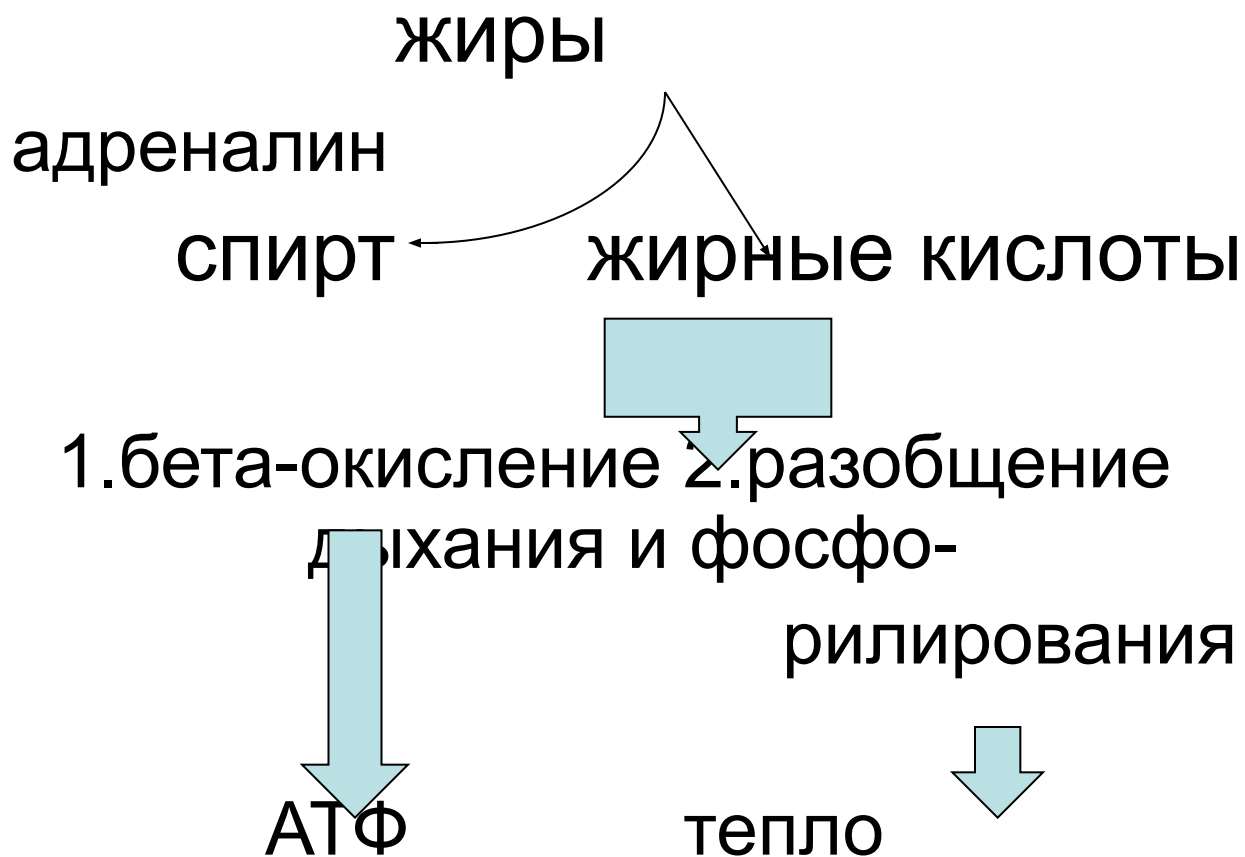 жиры
адреналин
спирт жирные кислоты
1.бета-окисление 2.разобщение
дыхания и фосфо-
рилирования
АТФ тепло